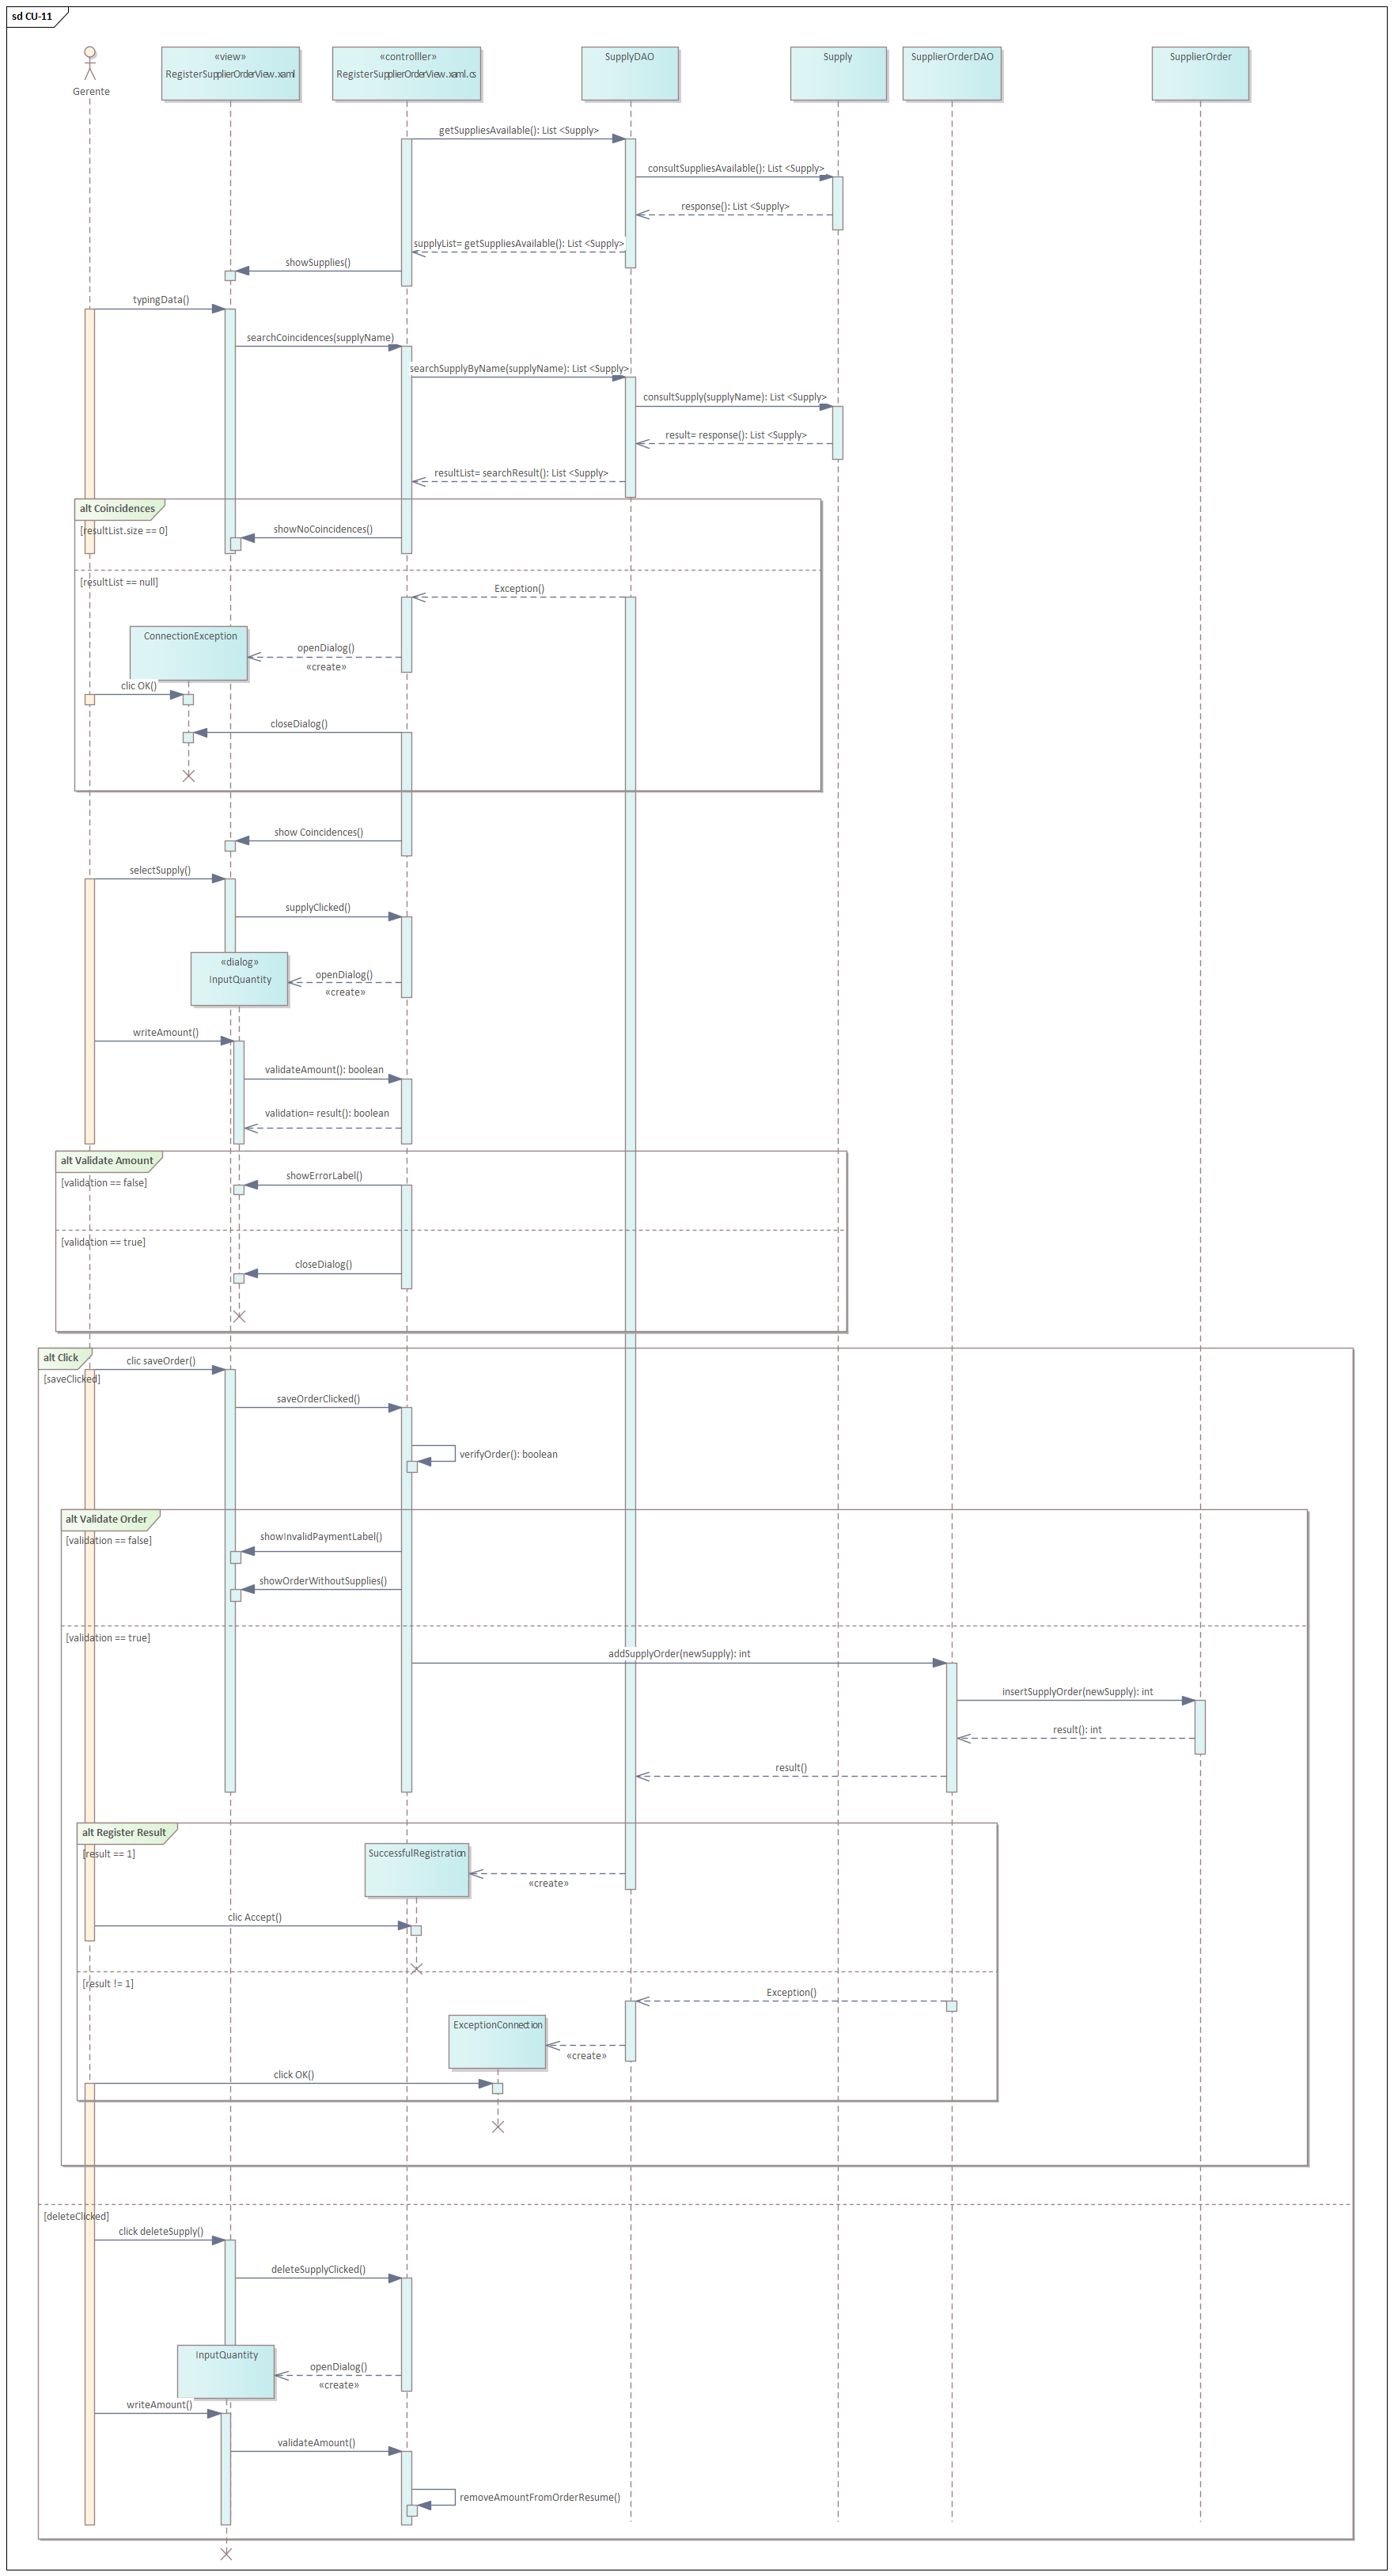 sd CU-11
Gerente
«view»
RegisterSupplierOrderView.xaml
«controlller»
RegisterSupplierOrderView.xaml.cs
SupplyDAO
Supply
SupplierOrderDAO
SupplierOrder
getSuppliesAvailable(): List <Supply>
consultSuppliesAvailable(): List <Supply>
response(): List <Supply>
supplyList= getSuppliesAvailable(): List <Supply>
showSupplies()
typingData()
searchCoincidences(supplyName)
searchSupplyByName(supplyName): List <Supply>
consultSupply(supplyName): List <Supply>
result= response(): List <Supply>
resultList= searchResult(): List <Supply>
alt Coincidences
[resultList.size == 0]
showNoCoincidences()
[resultList == null]
Exception()
ConnectionException
openDialog()
«create»
clic OK()
closeDialog()
show Coincidences()
selectSupply()
supplyClicked()
«dialog»
InputQuantity
openDialog()
«create»
writeAmount()
validateAmount(): boolean
validation= result(): boolean
alt Validate Amount
[validation == false]
showErrorLabel()
[validation == true]
closeDialog()
alt Click
[saveClicked]
clic saveOrder()
saveOrderClicked()
verifyOrder(): boolean
alt Validate Order
[validation == false]
showInvalidPaymentLabel()
showOrderWithoutSupplies()
[validation == true]
addSupplyOrder(newSupply): int
insertSupplyOrder(newSupply): int
result(): int
result()
alt Register Result
[result == 1]
SuccessfulRegistration
«create»
clic Accept()
[result != 1]
Exception()
ExceptionConnection
«create»
click OK()
[deleteClicked]
click deleteSupply()
deleteSupplyClicked()
InputQuantity
openDialog()
«create»
writeAmount()
validateAmount()
removeAmountFromOrderResume()